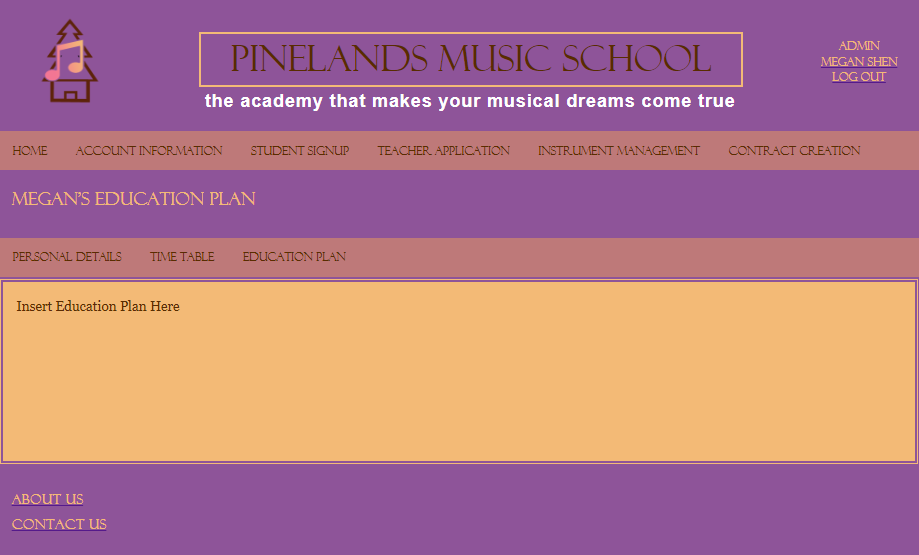 PINELANDS MUSIC SCHOOL
the academy that makes your musical dreams come true
ADMIN
MEGAN SHEN
LOG OUT
HOME ACCOUNT INFORMATION STUDENT SIGNUP TEACHER APPLICATION INSTRUMENT MANAGEMENT CONTRACT CREATION
MEGAN'S EDUCATION PLAN
PERSONAL DETAILS TIME TABLE EDUCATION PLAN
Insert Education Plan Here
ABOUT US
CONTACT US